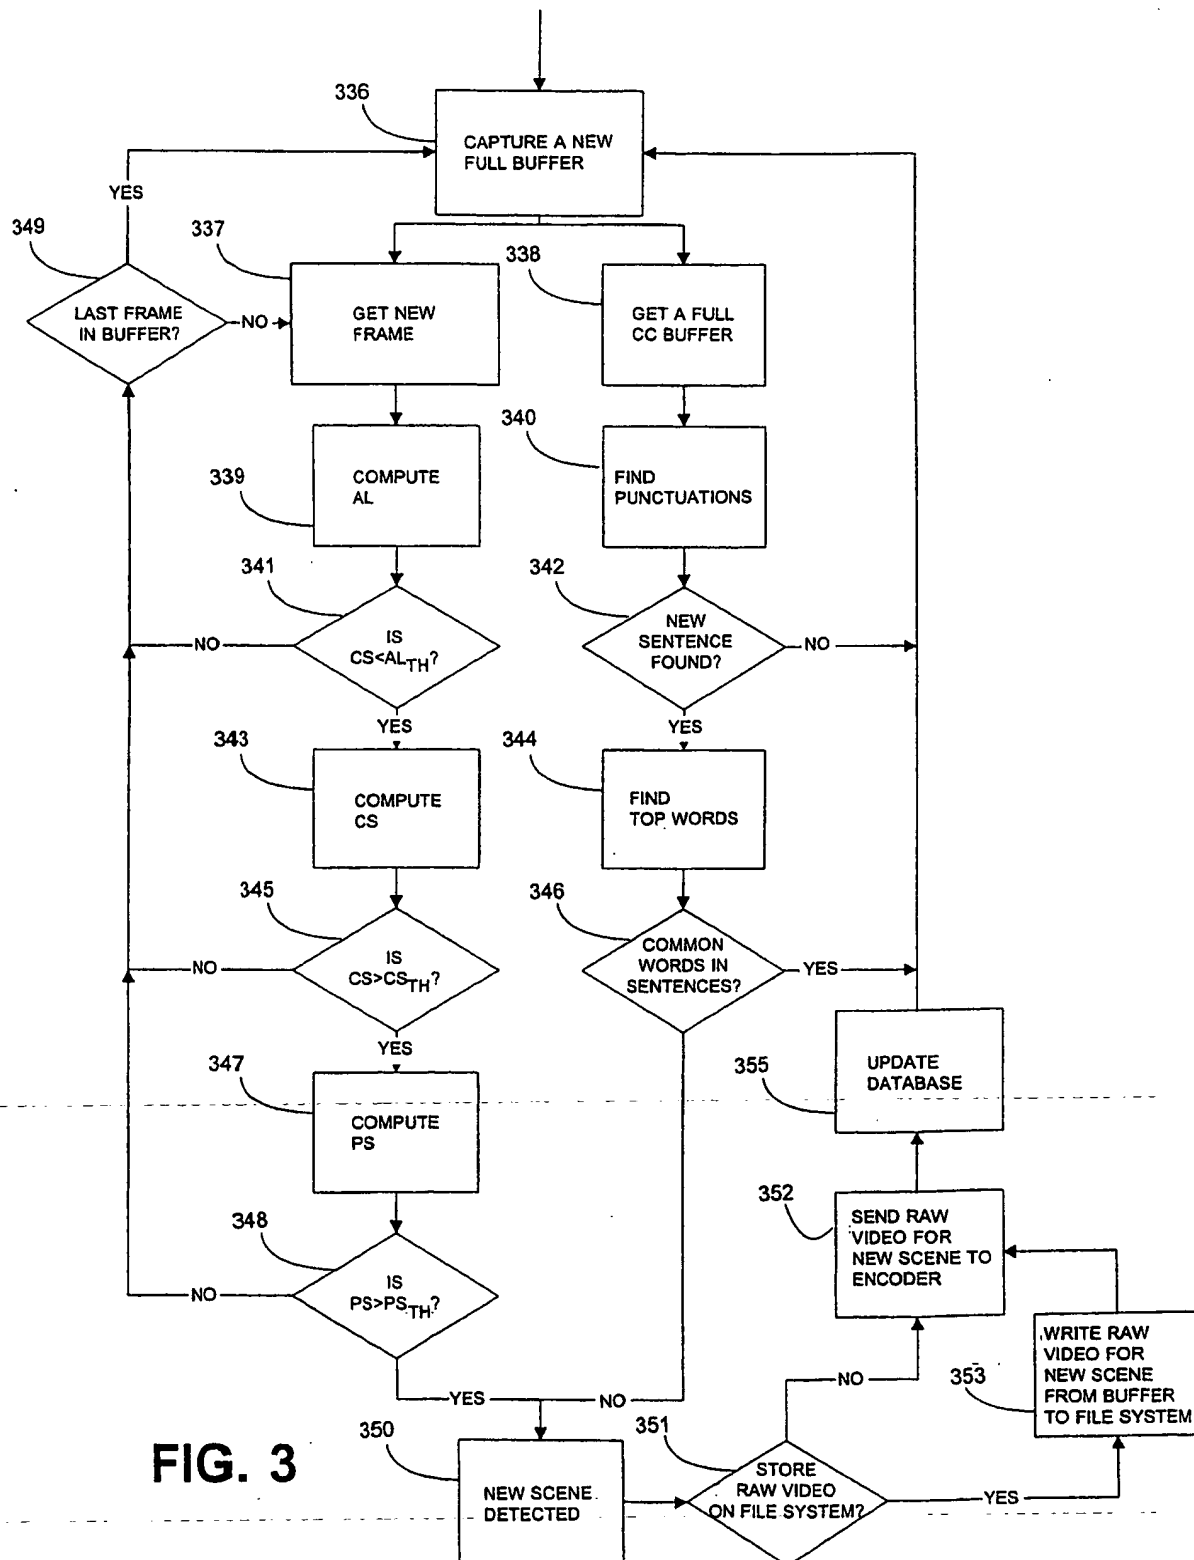 336
CAPTURE A NEW
FULL BUFFER
YES
349
LAST FRAME
IN BUFFER?
NO
337
GET NEW
FRAME
338
GET A FULL
CC BUFFER
339
COMPUTE
AL
340
FIND
PUNCTUATIONS
341
IS
CS<ALTH?
NO
YES
342
NEW
SENTENCE
FOUND?
NO
YES
343
COMPUTE
CS
344
FIND
TOP WORDS
345
IS
CS>CSTH?
NO
YES
346
COMMON
WORDS IN
SENTENCES?
YES
347
COMPUTE
PS
355
UPDATE
DATABASE
348
IS
PS>PSTH?
NO
YES
NO
352
SEND RAW
VIDEO FOR
NEW SCENE TO
ENCODER
353
WRITE RAW
VIDEO FOR
NEW SCENE
FROM BUFFER
TO FILE SYSTEM
350
NEW SCENE
DETECTED
351
STORE
RAW VIDEO
ON FILE SYSTEM?
NO
YES
FIG. 3